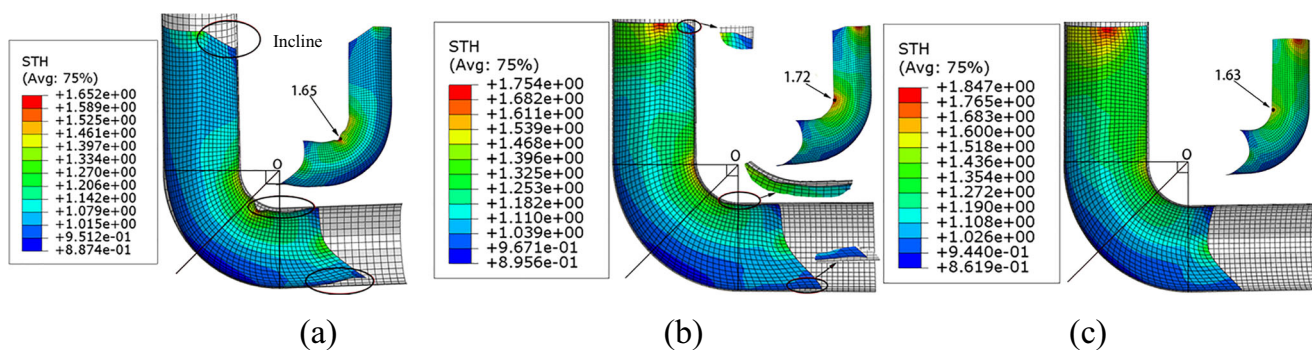 STH
(Avg: 75%)
+1.652e+00
+1.589e+00
+1.525e+00
+1.461e+00
+1.397e+00
+1.334e+00
+1.270e+00
+1.206e+00
+1.142e+00
+1.079e+00
+1.015e+00
+9.512e-01
+8.874e-01
Incline
1.65
O
(a)
STH
(Avg: 75%)
+1.754e+00
+1.682e+00
+1.611e+00
+1.539e+00
+1.468e+00
+1.396e+00
+1.325e+00
+1.253e+00
+1.182e+00
+1.110e+00
+1.039e+00
+9.671e-01
+8.956e-01
1.72
O
(b)
STH
(Avg: 75%)
+1.847e+00
+1.765e+00
+1.683e+00
+1.600e+00
+1.518e+00
+1.436e+00
+1.354e+00
+1.272e+00
+1.190e+00
+1.108e+00
+1.026e+00
+9.440e-01
+8.619e-01
1.63
O
(c)